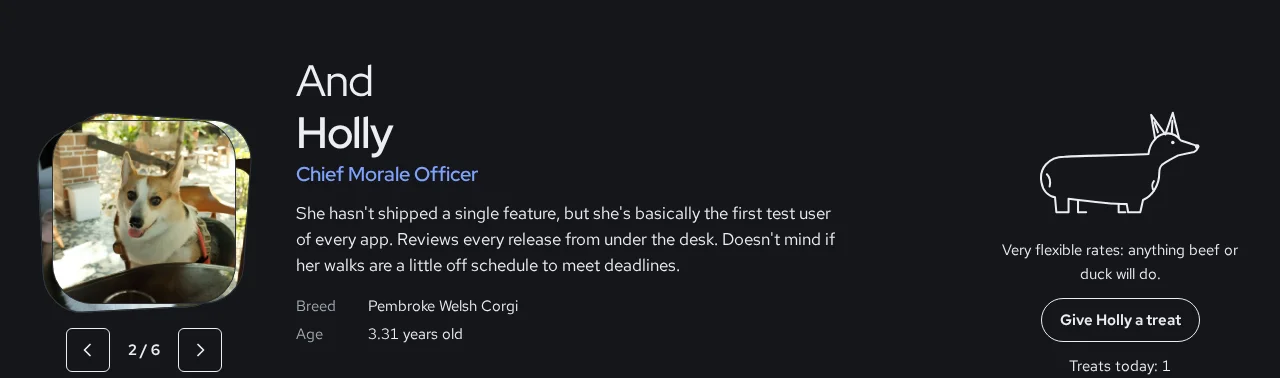 And
Holly
Chief Morale Officer
She hasn't shipped a single feature, but she's basically the first test user
of every app. Reviews every release from under the desk. Doesn't mind if
her walks are a little off schedule to meet deadlines.
Breed Pembroke Welsh Corgi
Age 3.31 years old
2 / 6
Very flexible rates: anything beef or
duck will do.
Give Holly a treat
Treats today: 1